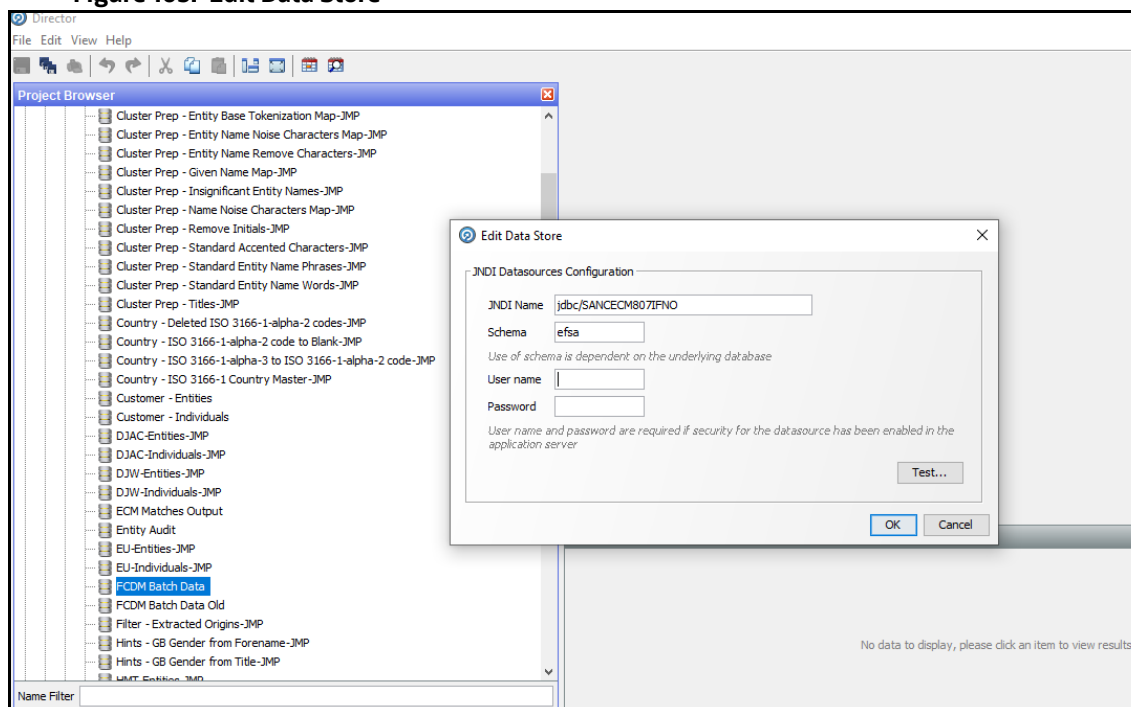 Figure 103: Edit Data Store
Director
File Edit View Help
Project Browser
Cluster Prep - Entity Base Tokenization Map-JMP
Cluster Prep - Entity Name Noise Characters Map-JMP
Cluster Prep - Entity Name Remove Characters-JMP
Cluster Prep - Given Name Map-JMP
Cluster Prep - Insignificant Entity Names-JMP
Cluster Prep - Name Noise Characters Map-JMP
Cluster Prep - Remove Initials-JMP
Cluster Prep - Standard Accented Characters-JMP
Cluster Prep - Standard Entity Name Phrases-JMP
Cluster Prep - Standard Entity Name Words-JMP
Cluster Prep - Titles-JMP
Country - Deleted ISO 3166-1-alpha-2 codes-JMP
Country - ISO 3166-1-alpha-2 code to Blank-JMP
Country - ISO 3166-1-alpha-3 to ISO 3166-1-alpha-2 code-JMP
Country - ISO 3166-1 Country Master-JMP
Customer - Entities
Customer - Individuals
DJAC-Entities-JMP
DJAC-Individuals-JMP
DJW-Entities-JMP
DJW-Individuals-JMP
ECM Matches Output
Entity Audit
EU-Entities-JMP
EU-Individuals-JMP
FCDM Batch Data
FCDM Batch Data Old
Filter - Extracted Origins-JMP
Hints - GB Gender from Forename-JMP
Hints - GB Gender from Title-JMP
HMT-Entities-JMP
Name Filter
Edit Data Store
JNDI Datasources Configuration
JNDI Name jdbc/SANCECM807IFNO
Schema efsa
Use of schema is dependent on the underlying database
User name
Password
User name and password are required if security for the datasource has been enabled in the
application server
Test...
OK Cancel
No data to display, please click an item to view results